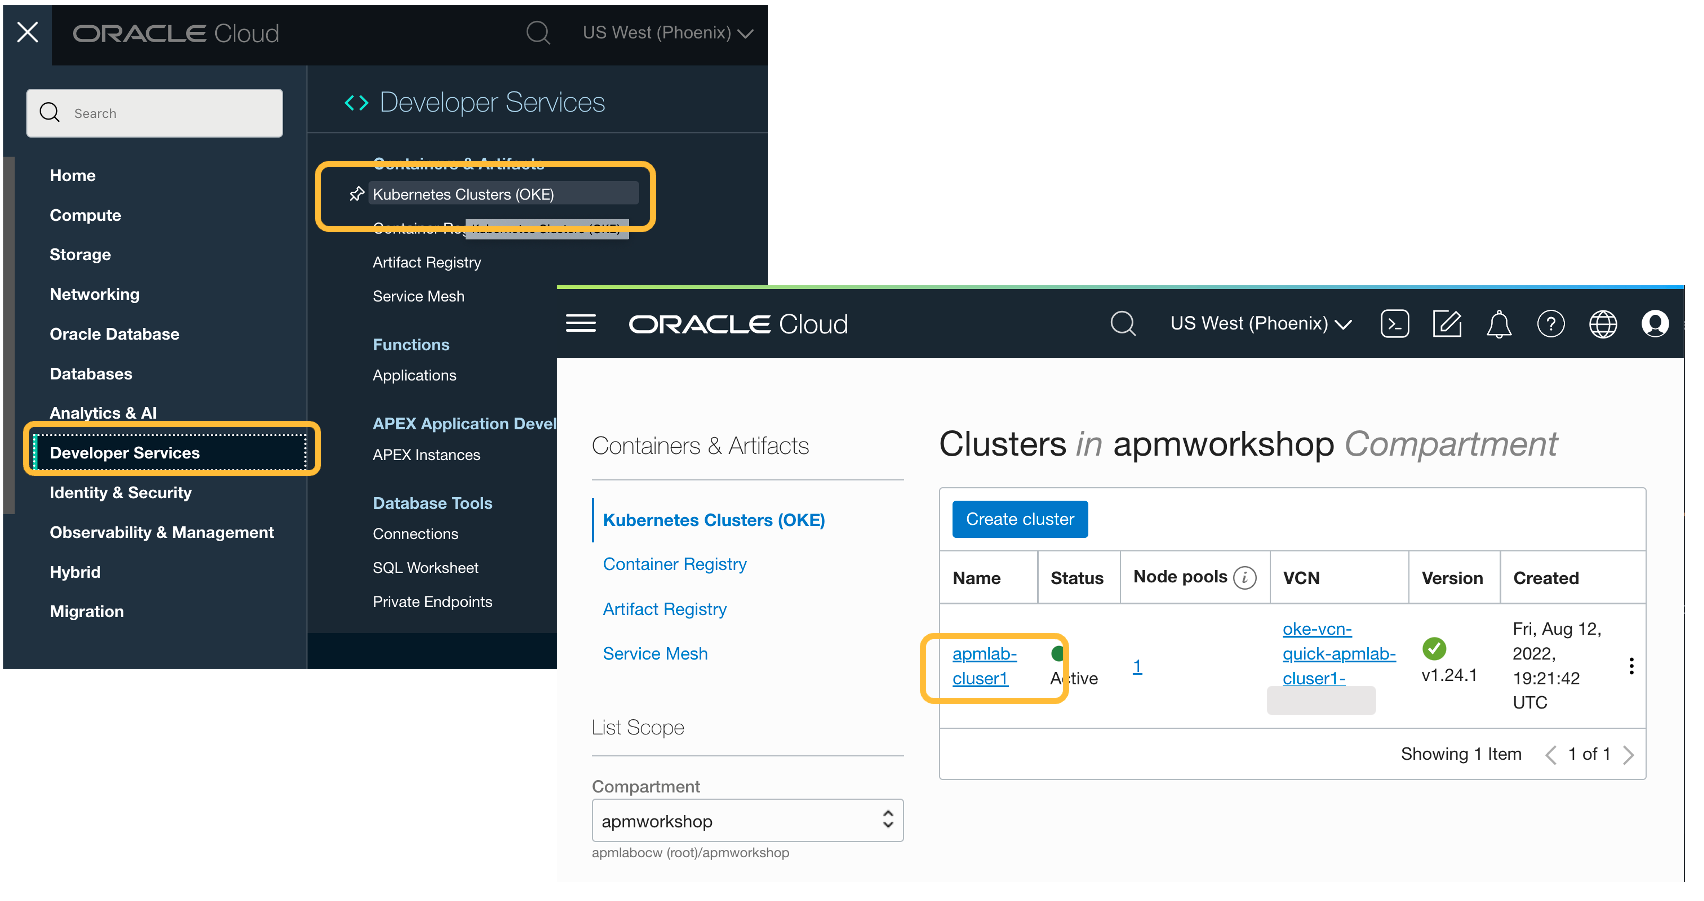 ORACLE Cloud
US West (Phoenix)
Search
Home
Compute
Storage
Networking
Oracle Database
Databases
Analytics & AI
Developer Services
Identity & Security
Observability & Management
Hybrid
Migration
Developer Services
Containers & Artifacts
Kubernetes Clusters (OKE)
Container Reg
Kubernetes Clusters (OKE)
Artifact Registry
Service Mesh
Functions
Applications
APEX Application Devel
APEX Instances
Database Tools
Connections
SQL Worksheet
Private Endpoints
ORACLE Cloud
US West (Phoenix)
Containers & Artifacts
Kubernetes Clusters (OKE)
Container Registry
Artifact Registry
Service Mesh
List Scope
Compartment
apmworkshop
apmlabocw (root)/apmworkshop
Clusters in apmworkshop Compartment
Create cluster
Name Status Node pools i VCN Version Created
apmlab-
cluser1
Active
1
oke-vcn-
quick-apmlab-
cluser1-
v1.24.1
Fri, Aug 12,
2022,
19:21:42
UTC
Showing 1 Item < 1 of 1 >